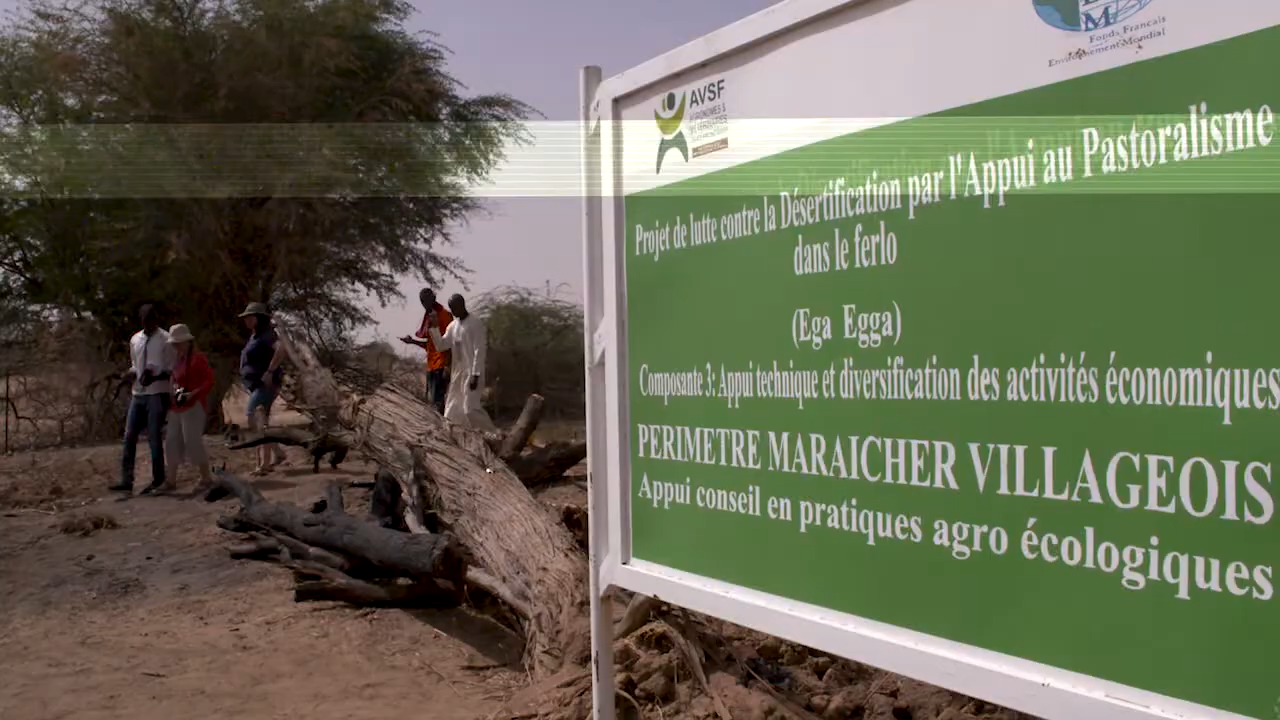 M
Fonds Français
Environnement Mondial
AVSF
Projet de lutte contre la Désertification par l'Appui au Pastoralisme
dans le ferlo
(Ega Egga)
Composante 3: Appui technique et diversification des activités économiques
PERIMETRE MARAICHER VILLAGEOIS
Appui conseil en pratiques agro écologiques